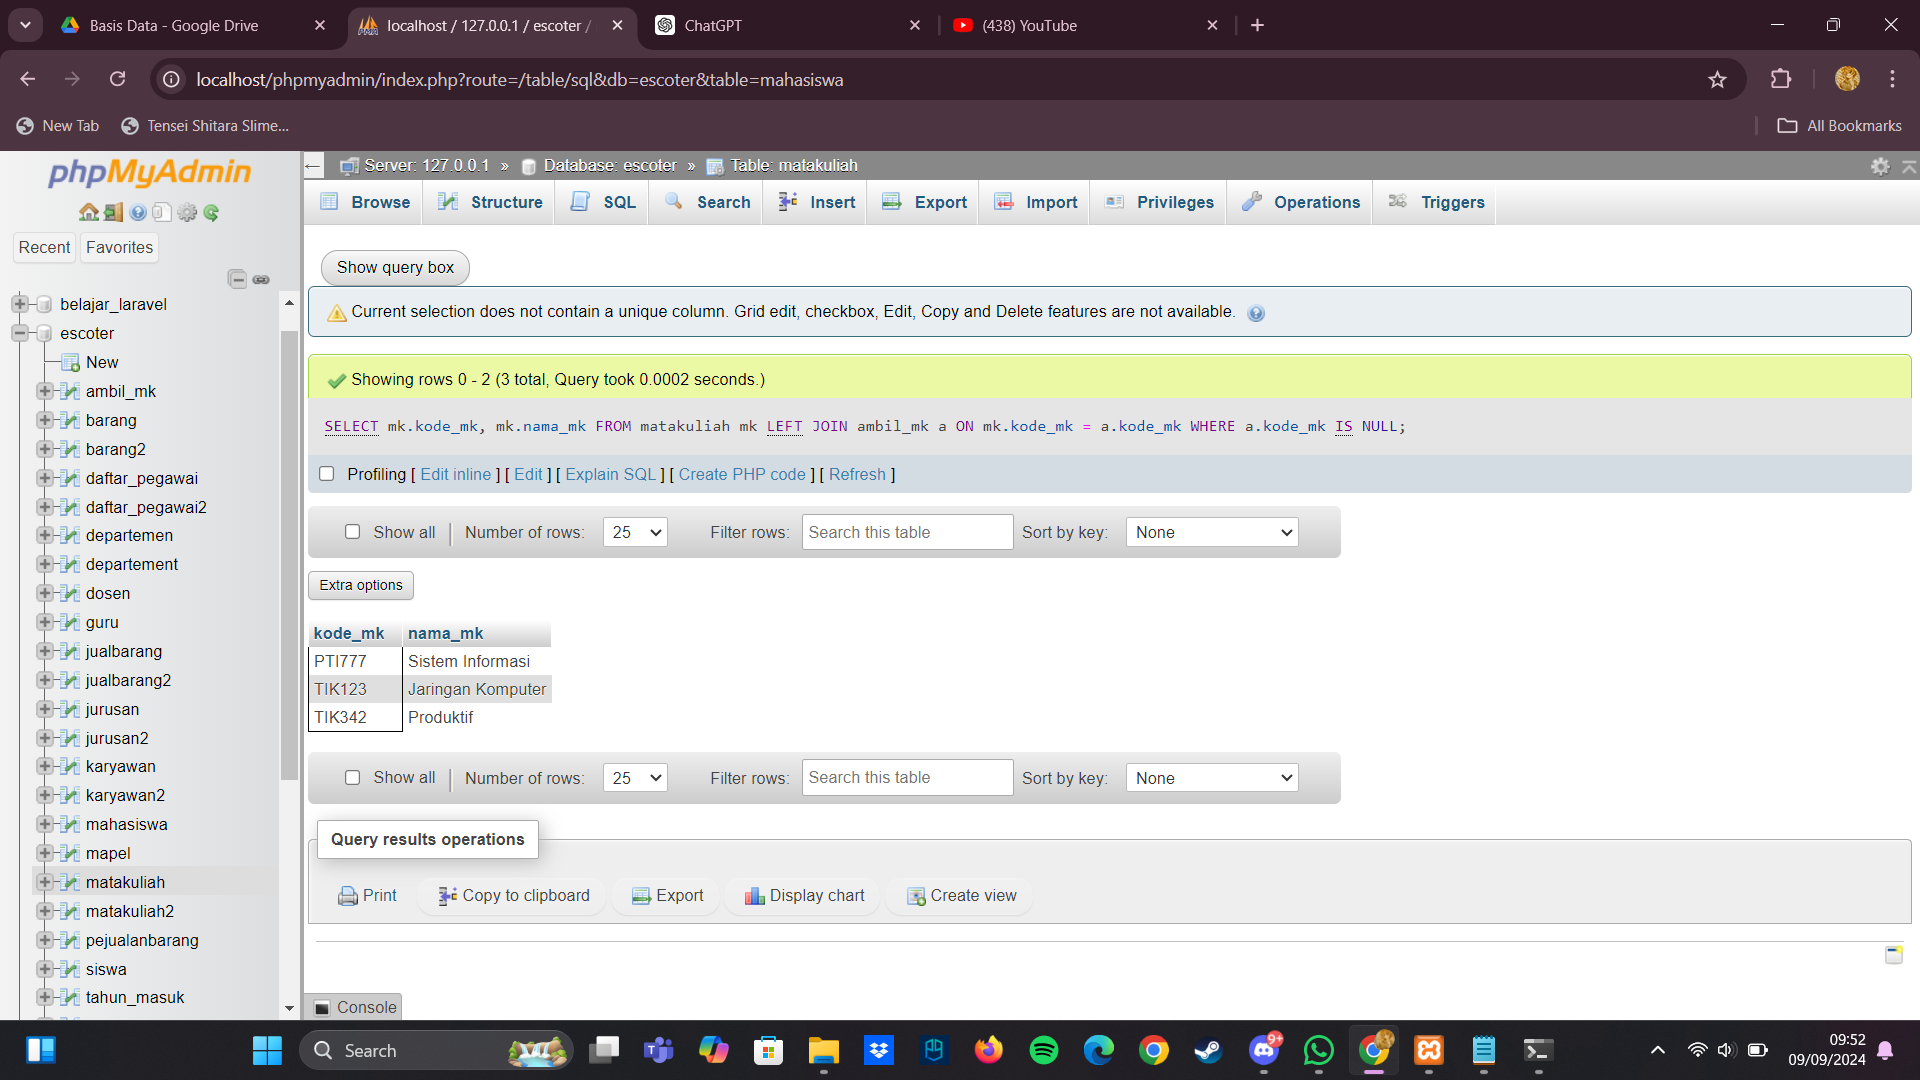 Basis Data - Google Drive
localhost / 127.0.0.1 / escoter /
ChatGPT
(438) YouTube
localhost/phpmyadmin/index.php?route=/table/sql&db=escoter&table=mahasiswa
New Tab
Tensei Shitara Slime...
All Bookmarks
phpMyAdmin
Recent
Favorites
belajar_laravel
escoter
New
ambil_mk
barang
barang2
daftar_pegawai
daftar_pegawai2
departemen
departement
dosen
guru
jualbarang
jualbarang2
jurusan
jurusan2
karyawan
karyawan2
mahasiswa
mapel
matakuliah
matakuliah2
pejualanbarang
siswa
tahun_masuk
Server: 127.0.0.1 » Database: escoter » Table: matakuliah
Browse Structure SQL Search Insert Export Import Privileges Operations Triggers
Show query box
Current selection does not contain a unique column. Grid edit, checkbox, Edit, Copy and Delete features are not available.
Showing rows 0 - 2 (3 total, Query took 0.0002 seconds.)
SELECT mk.kode_mk, mk.nama_mk FROM matakuliah mk LEFT JOIN ambil_mk a ON mk.kode_mk = a.kode_mk WHERE a.kode_mk IS NULL;
Profiling [ Edit inline ] [ Edit ] [ Explain SQL ] [ Create PHP code ] [ Refresh ]
Show all | Number of rows: 25 Filter rows: Search this table Sort by key: None
Extra options
kode_mk nama_mk
PTI777 Sistem Informasi
TIK123 Jaringan Komputer
TIK342 Produktif
Show all | Number of rows: 25 Filter rows: Search this table Sort by key: None
Query results operations
Print Copy to clipboard Export Display chart Create view
Console
Search
9+
09:52
09/09/2024